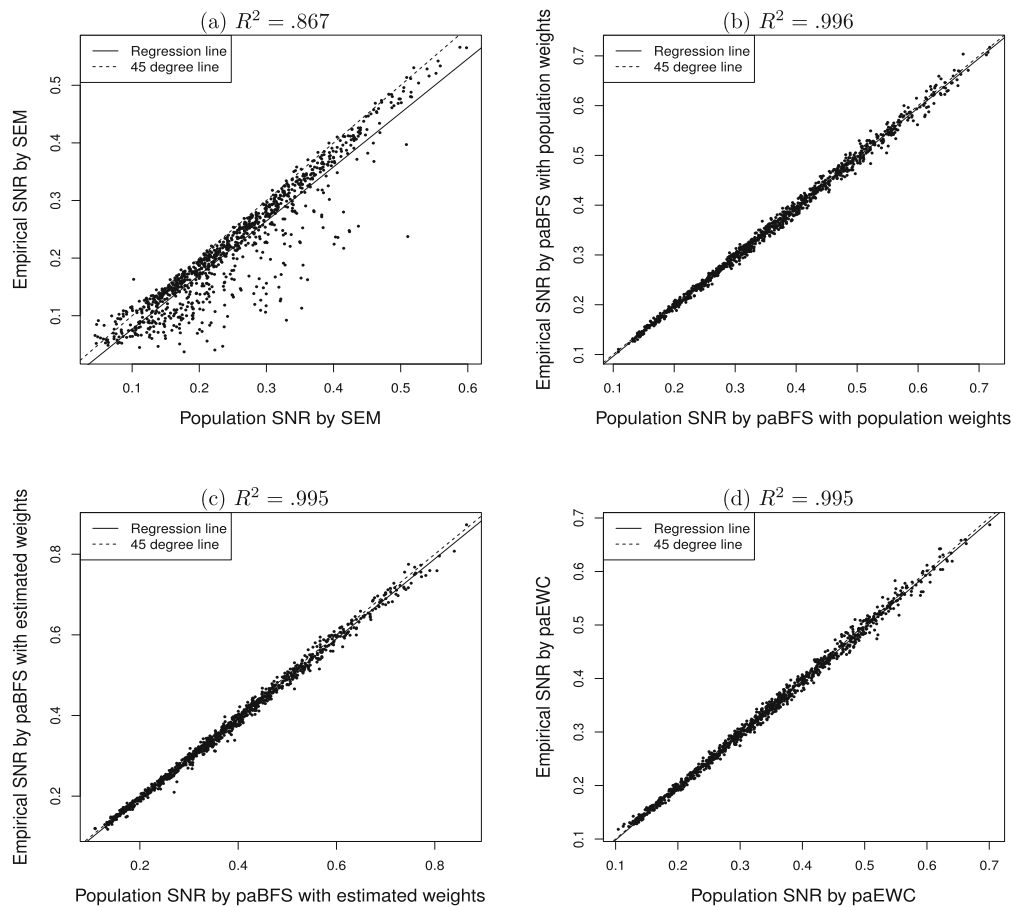 (a) R² = .867
Regression line
45 degree line
Empirical SNR by SEM
0.1
0.2
0.3
0.4
0.5
0.1 0.2 0.3 0.4 0.5 0.6
Population SNR by SEM
(b) R² = .996
Regression line
45 degree line
Empirical SNR by paBFS with population weights
0.1
0.2
0.3
0.4
0.5
0.6
0.7
0.1 0.2 0.3 0.4 0.5 0.6 0.7
Population SNR by paBFS with population weights
(c) R² = .995
Regression line
45 degree line
Empirical SNR by paBFS with estimated weights
0.2
0.4
0.6
0.8
0.2 0.4 0.6 0.8
Population SNR by paBFS with estimated weights
(d) R² = .995
Regression line
45 degree line
Empirical SNR by paEWC
0.1
0.2
0.3
0.4
0.5
0.6
0.7
0.1 0.2 0.3 0.4 0.5 0.6 0.7
Population SNR by paEWC